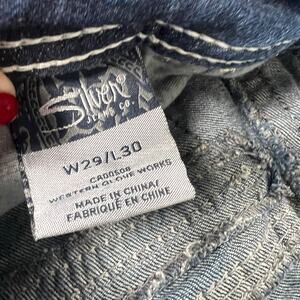 Silver
JEANS CO.
W29/L30
CA00508
WESTERN GLOVE WORKS
MADE IN CHINA/
FABRIQUÉ EN CHINE